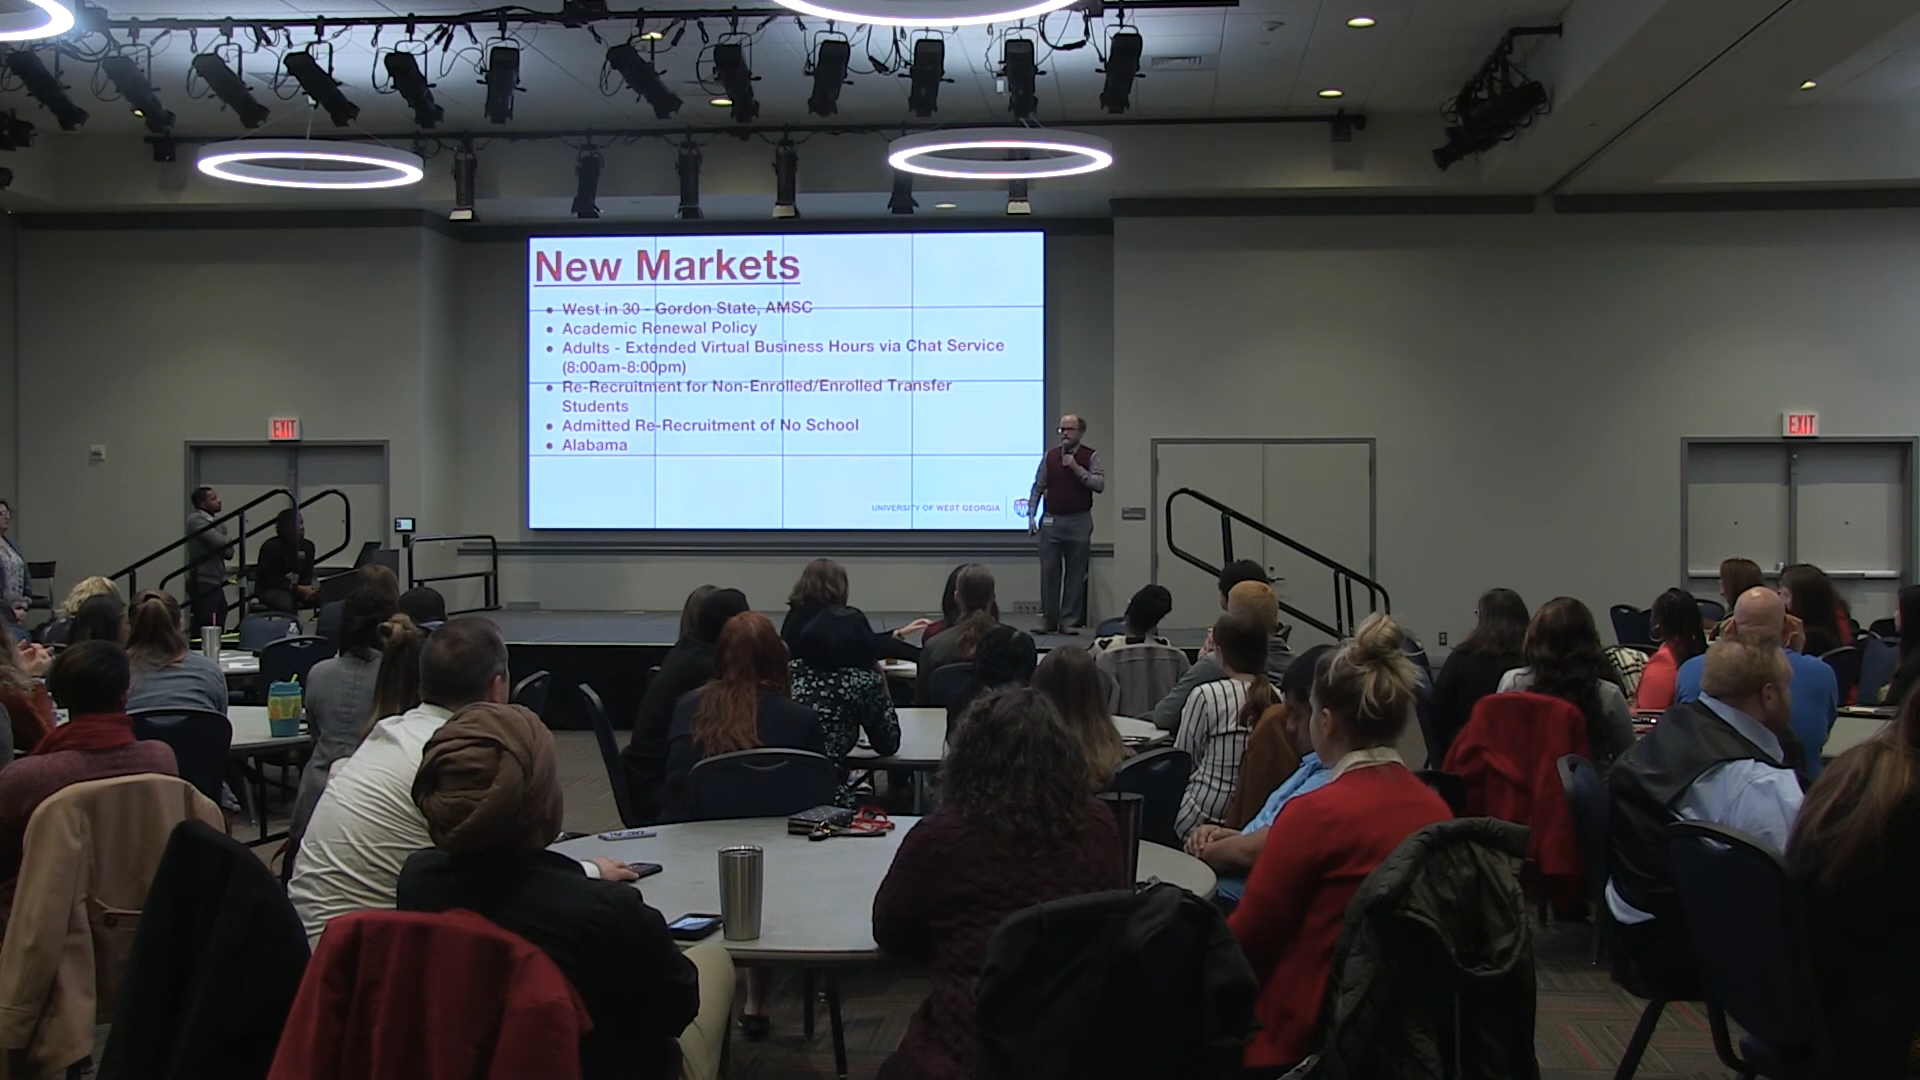 New Markets
• West in 30 - Gordon State, AMSC
• Academic Renewal Policy
• Adults - Extended Virtual Business Hours via Chat Service
(8:00am-8:00pm)
• Re-Recruitment for Non-Enrolled/Enrolled Transfer
Students
• Admitted Re-Recruitment of No School
• Alabama
UNIVERSITY OF WEST GEORGIA
EXIT
EXIT